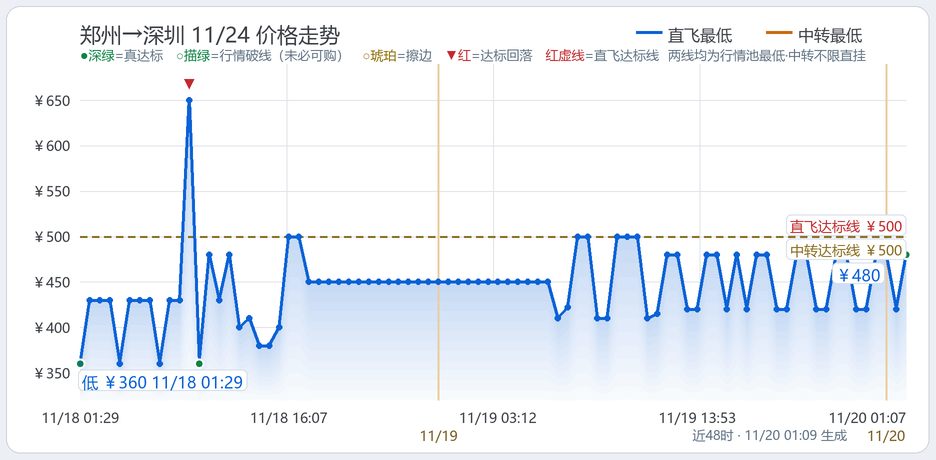 郑州→深圳 11/24 价格走势
直飞最低 中转最低
●深绿=真达标 ○描绿=行情破线（未必可购） ○琥珀=擦边 ▼红=达标回落 红虚线=直飞达标线 两线均为行情池最低·中转不限直挂
¥650
¥600
¥550
¥500
¥450
¥400
¥350
直飞达标线 ¥500
中转达标线 ¥500
¥480
低 ¥360 11/18 01:29
11/18 01:29 11/18 16:07 11/19 03:12 11/19 13:53 11/20 01:07
11/19 近48时 · 11/20 01:09 生成 11/20